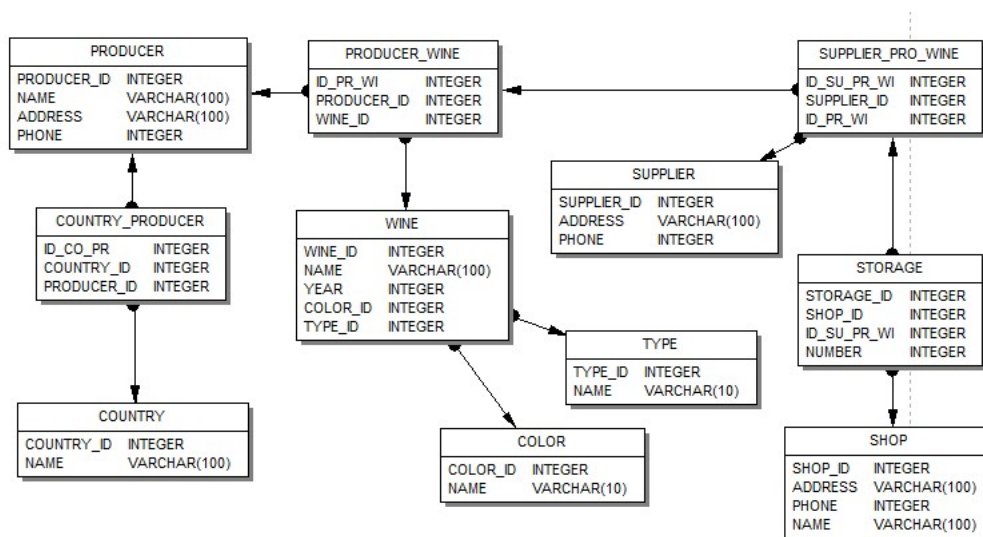 PRODUCER
PRODUCER_ID INTEGER
NAME VARCHAR(100)
ADDRESS VARCHAR(100)
PHONE INTEGER
PRODUCER_WINE
ID_PR_WI INTEGER
PRODUCER_ID INTEGER
WINE_ID INTEGER
SUPPLIER_PRO_WINE
ID_SU_PR_WI INTEGER
SUPPLIER_ID INTEGER
ID_PR_WI INTEGER
SUPPLIER
SUPPLIER_ID INTEGER
ADDRESS VARCHAR(100)
PHONE INTEGER
COUNTRY_PRODUCER
ID_CO_PR INTEGER
COUNTRY_ID INTEGER
PRODUCER_ID INTEGER
WINE
WINE_ID INTEGER
NAME VARCHAR(100)
YEAR INTEGER
COLOR_ID INTEGER
TYPE_ID INTEGER
STORAGE
STORAGE_ID INTEGER
SHOP_ID INTEGER
ID_SU_PR_WI INTEGER
NUMBER INTEGER
TYPE
TYPE_ID INTEGER
NAME VARCHAR(10)
COUNTRY
COUNTRY_ID INTEGER
NAME VARCHAR(100)
COLOR
COLOR_ID INTEGER
NAME VARCHAR(10)
SHOP
SHOP_ID INTEGER
ADDRESS VARCHAR(100)
PHONE INTEGER
NAME VARCHAR(100)